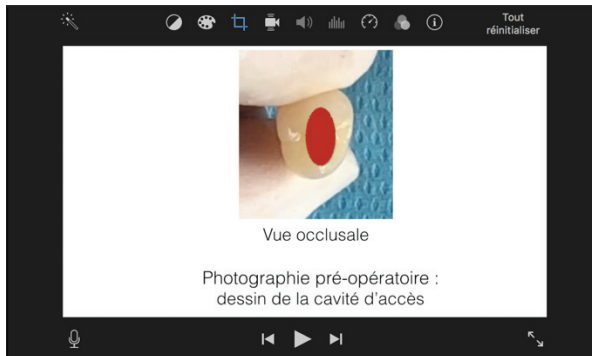 Tout
réinitialiser
Vue occlusale
Photographie pré-opératoire :
dessin de la cavité d'accès